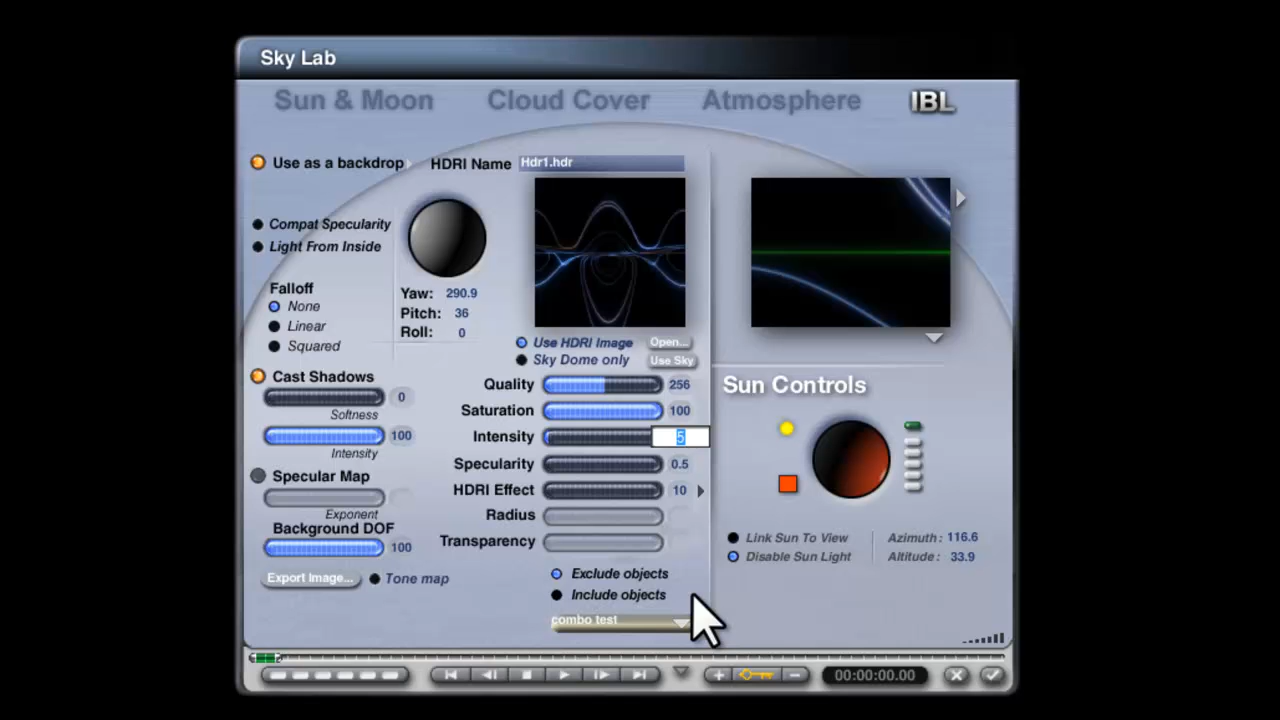 Sky Lab
Sun & Moon Cloud Cover Atmosphere IBL
Use as a backdrop HDRI Name Hdr1.hdr
Compat Specularity
Light From Inside
Falloff
None
Linear
Squared
Yaw: 290.9
Pitch: 36
Roll: 0
Use HDRI Image Open...
Sky Dome only Use Sky
Cast Shadows
0
Softness
100
Intensity
Specular Map
Exponent
Background DOF
100
Export Image... Tone map
Quality 256
Saturation 100
Intensity 5
Specularity 0.5
HDRI Effect 10
Radius
Transparency
Exclude objects
Include objects
combo test
Sun Controls
Link Sun To View Azimuth: 116.6
Disable Sun Light Altitude: 33.9
00:00:00.00